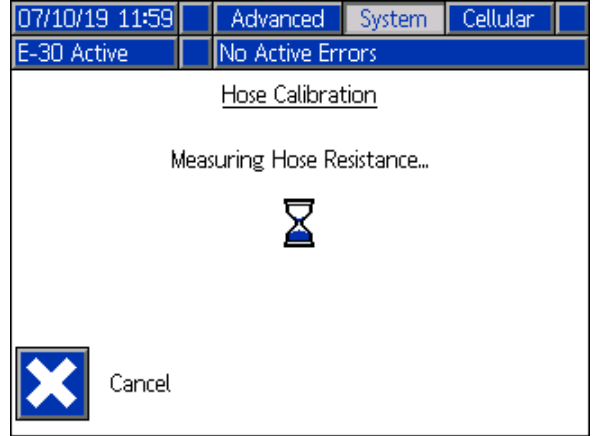 07/10/19 11:59 Advanced System Cellular
E-30 Active No Active Errors
Hose Calibration
Measuring Hose Resistance...
Cancel